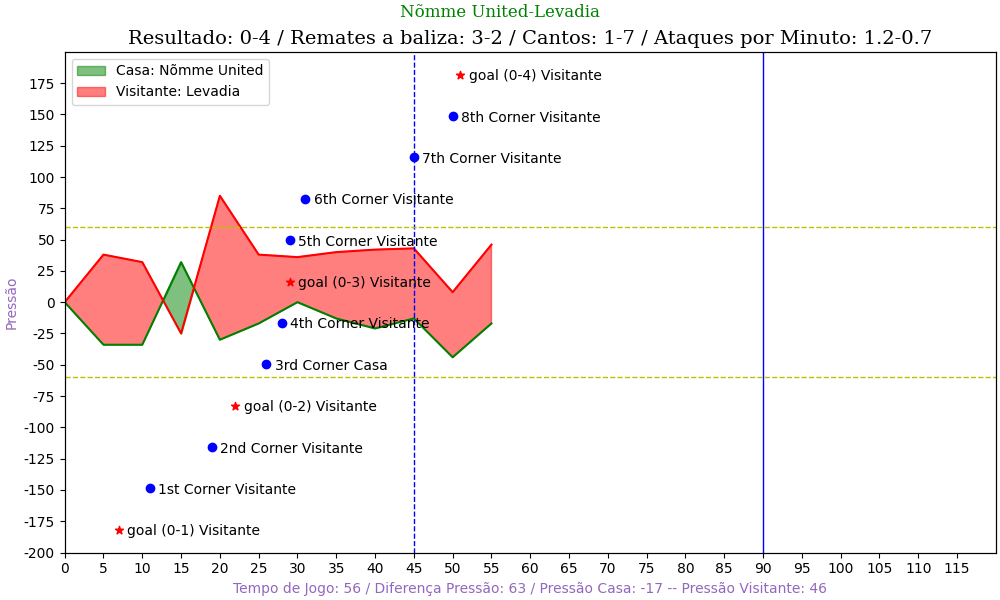 Nõmme United-Levadia
Resultado: 0-4 / Remates a baliza: 3-2 / Cantos: 1-7 / Ataques por Minuto: 1.2-0.7
Casa: Nõmme United
Visitante: Levadia
goal (0-4) Visitante
8th Corner Visitante
7th Corner Visitante
6th Corner Visitante
5th Corner Visitante
goal (0-3) Visitante
4th Corner Visitante
3rd Corner Casa
goal (0-2) Visitante
2nd Corner Visitante
1st Corner Visitante
goal (0-1) Visitante
Pressão
175
150
125
100
75
50
25
0
-25
-50
-75
-100
-125
-150
-175
-200
0 5 10 15 20 25 30 35 40 45 50 55 60 65 70 75 80 85 90 95 100 105 110 115
Tempo de Jogo: 56 / Diferença Pressão: 63 / Pressão Casa: -17 -- Pressão Visitante: 46